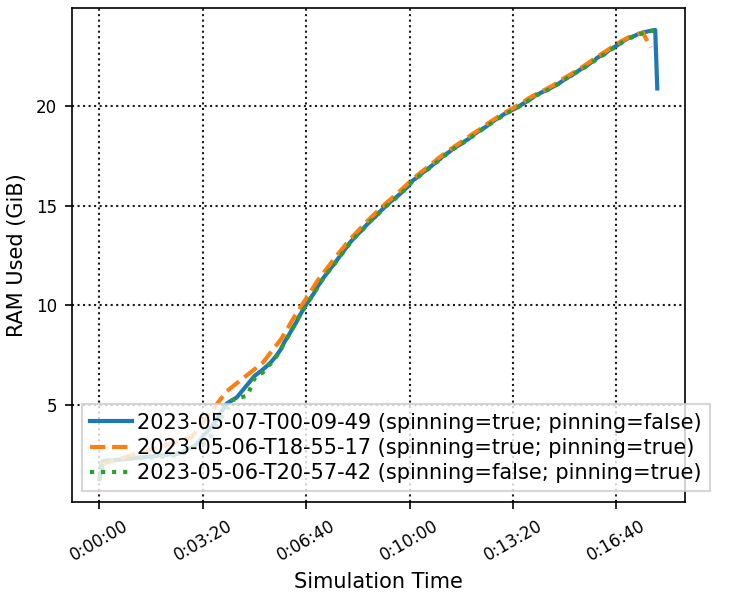 20
15
10
5
RAM Used (GiB)
2023-05-07-T00-09-49 (spinning=true; pinning=false)
2023-05-06-T18-55-17 (spinning=true; pinning=true)
2023-05-06-T20-57-42 (spinning=false; pinning=true)
0:00:00 0:03:20 0:06:40 0:10:00 0:13:20 0:16:40
Simulation Time